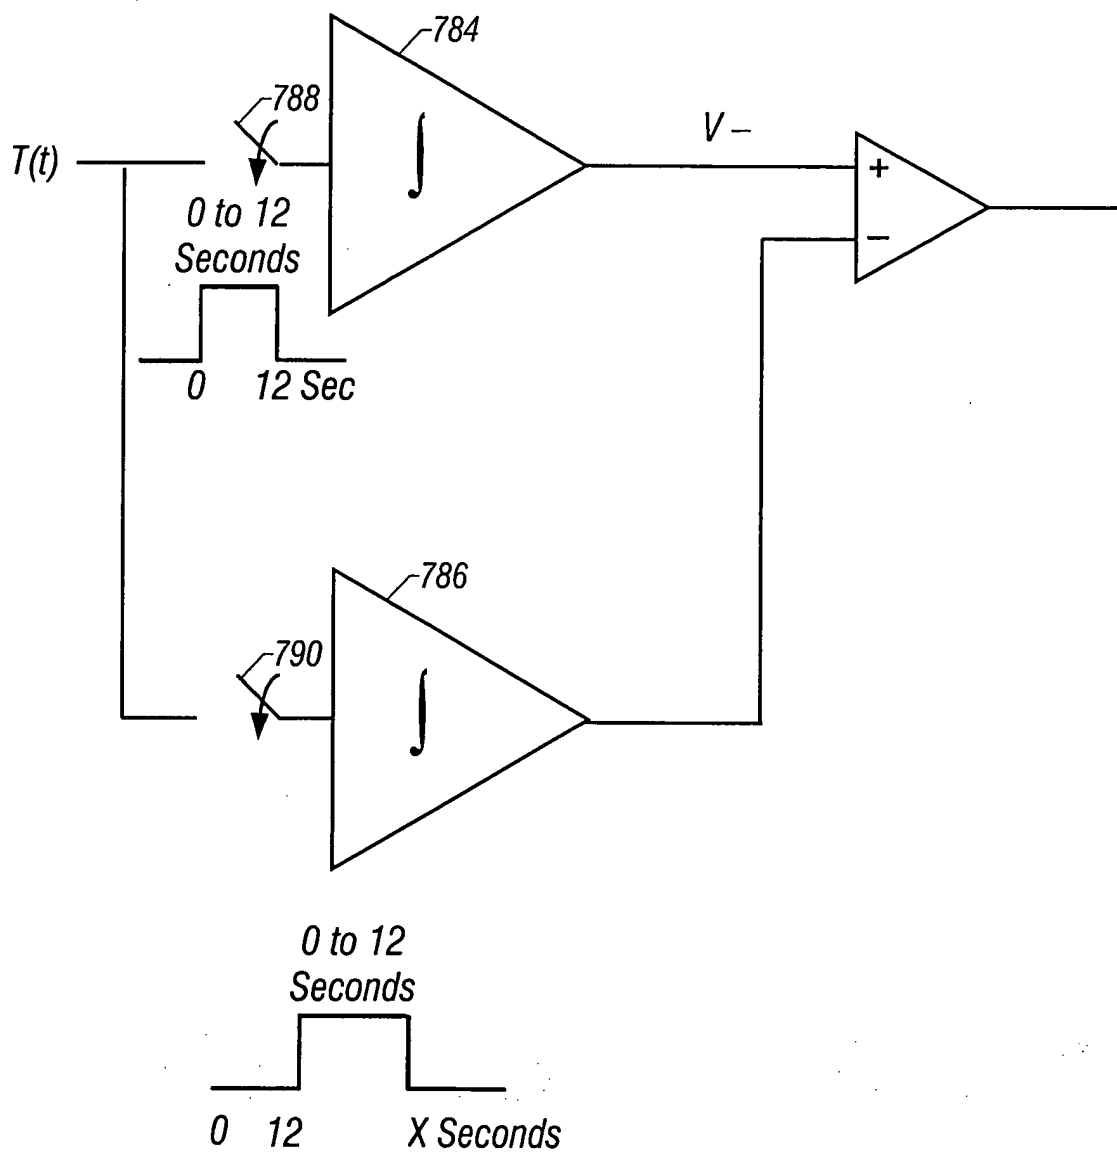 784
788
T(t)
∫
V –
+
–
0 to 12
Seconds
0 12 Sec
786
790
∫
0 to 12
Seconds
0 12 X Seconds